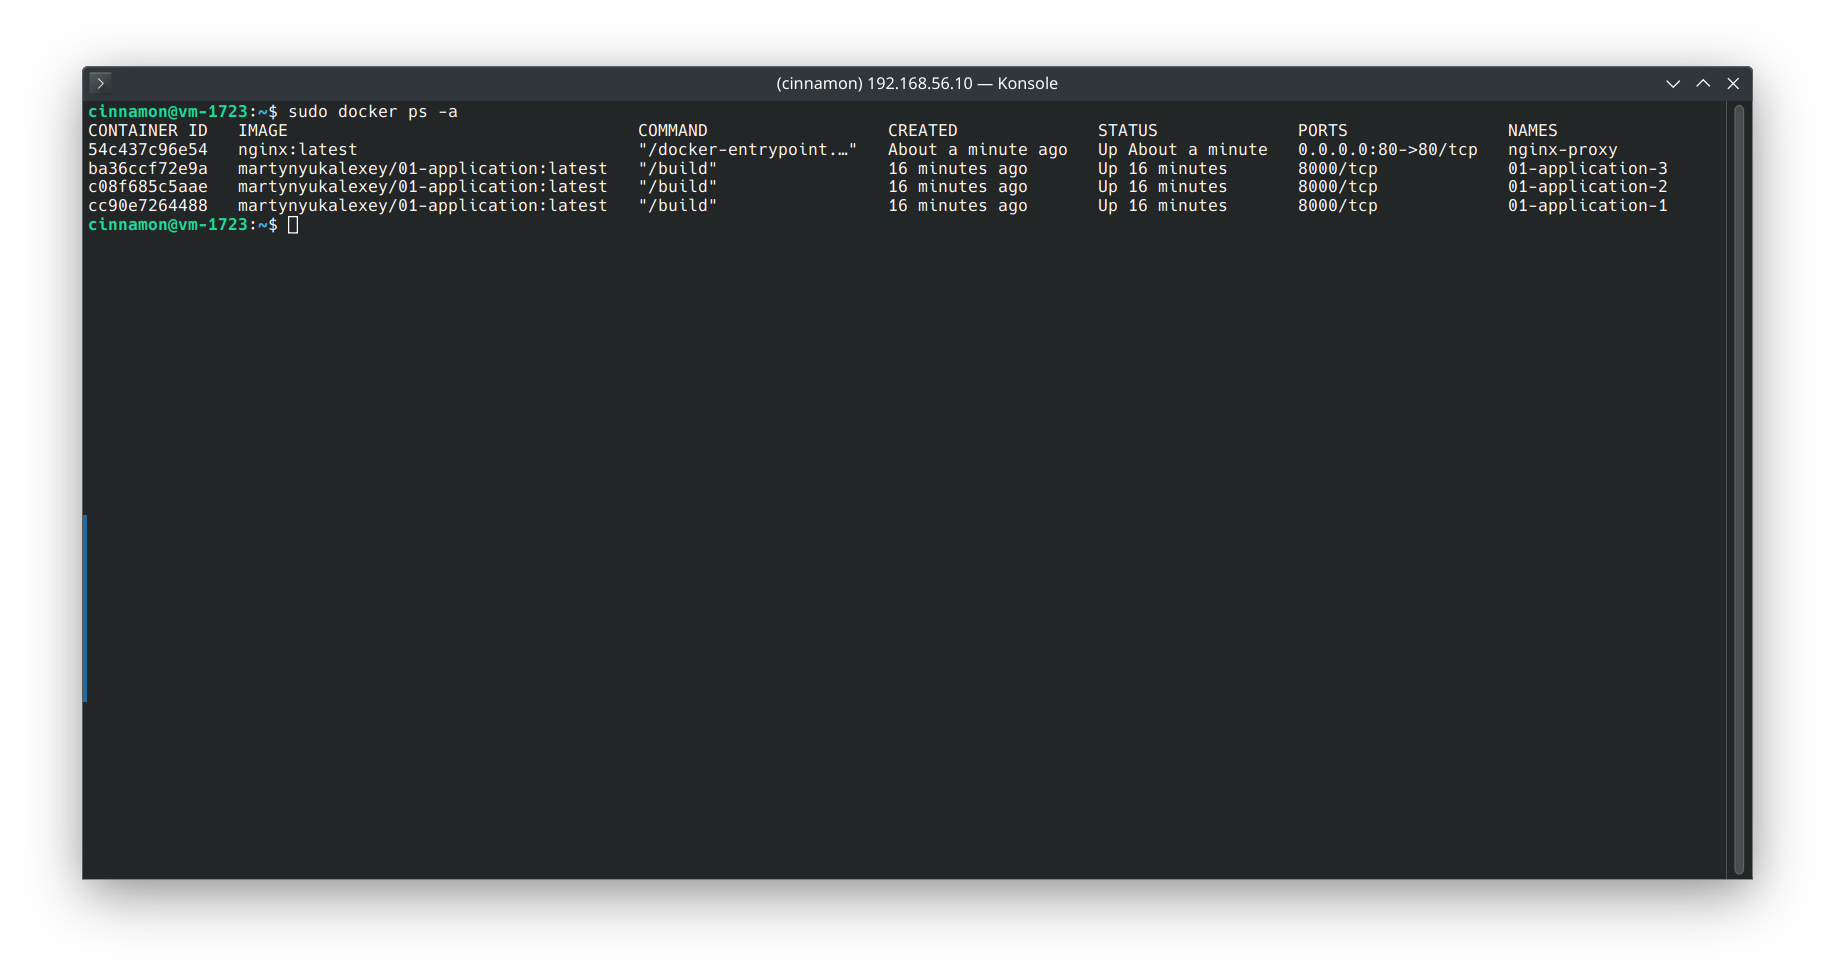 (cinnamon) 192.168.56.10 — Konsole
cinnamon@vm-1723:~$ sudo docker ps -a
CONTAINER ID   IMAGE                                   COMMAND                  CREATED              STATUS              PORTS                NAMES
54c437c96e54   nginx:latest                            "/docker-entrypoint.…"   About a minute ago   Up About a minute   0.0.0.0:80->80/tcp   nginx-proxy
ba36ccf72e9a   martynyukalexey/01-application:latest   "/build"                 16 minutes ago       Up 16 minutes       8000/tcp             01-application-3
c08f685c5aae   martynyukalexey/01-application:latest   "/build"                 16 minutes ago       Up 16 minutes       8000/tcp             01-application-2
cc90e7264488   martynyukalexey/01-application:latest   "/build"                 16 minutes ago       Up 16 minutes       8000/tcp             01-application-1
cinnamon@vm-1723:~$